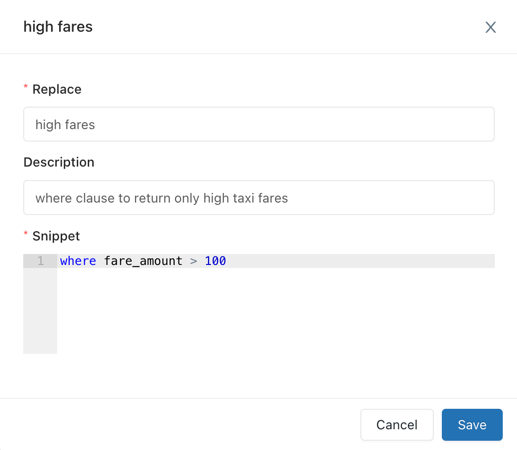 high fares
* Replace
high fares
Description
where clause to return only high taxi fares
* Snippet
1 where fare_amount > 100
Cancel Save